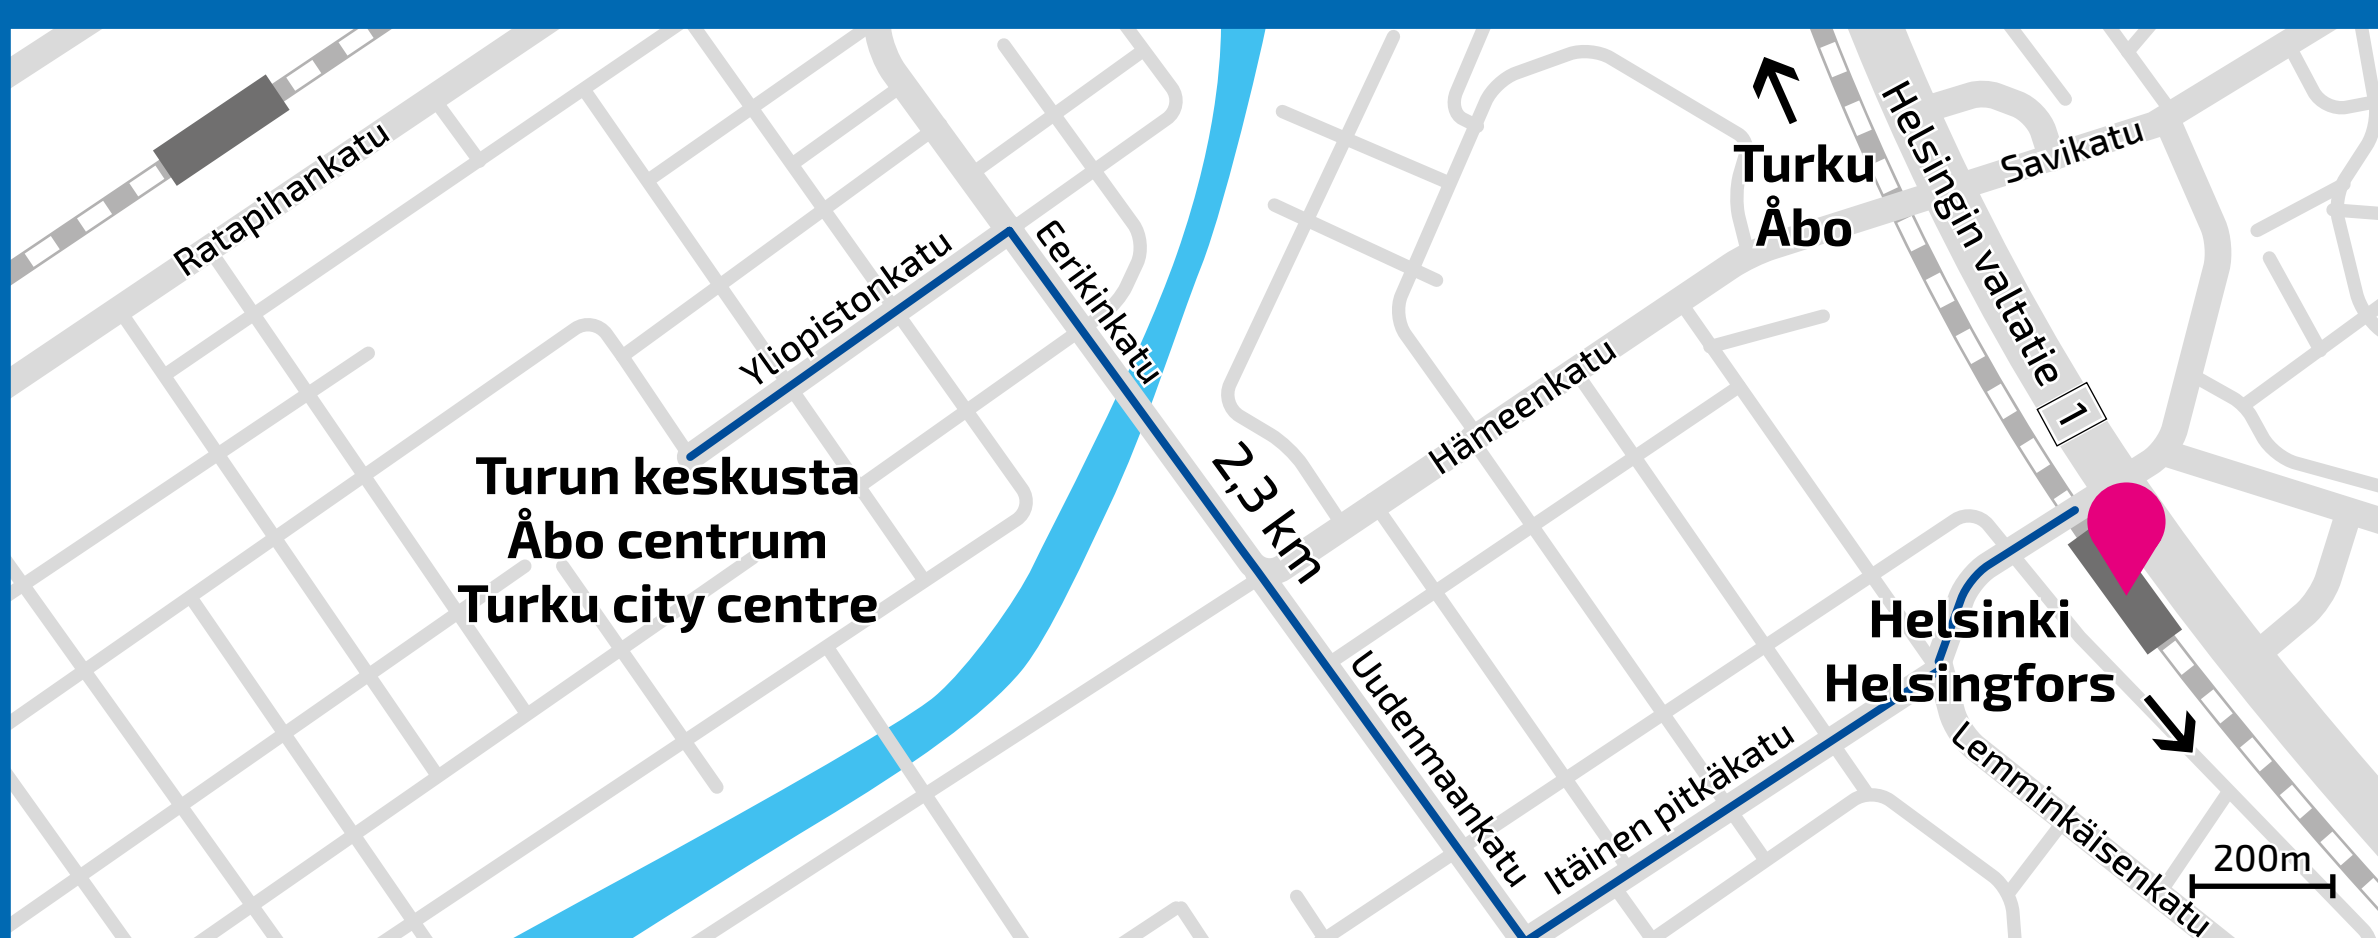 Ratapihankatu
Yliopistonkatu
Eerikinkatu
Turun keskusta
Åbo centrum
Turku city centre
2,3 km
Uudenmaankatu
Hämeenkatu
Itäinen pitkäkatu
Turku
Åbo
Helsingin valtatie
1
Savikatu
Helsinki
Helsingfors
Lemminkäisenkatu
200m